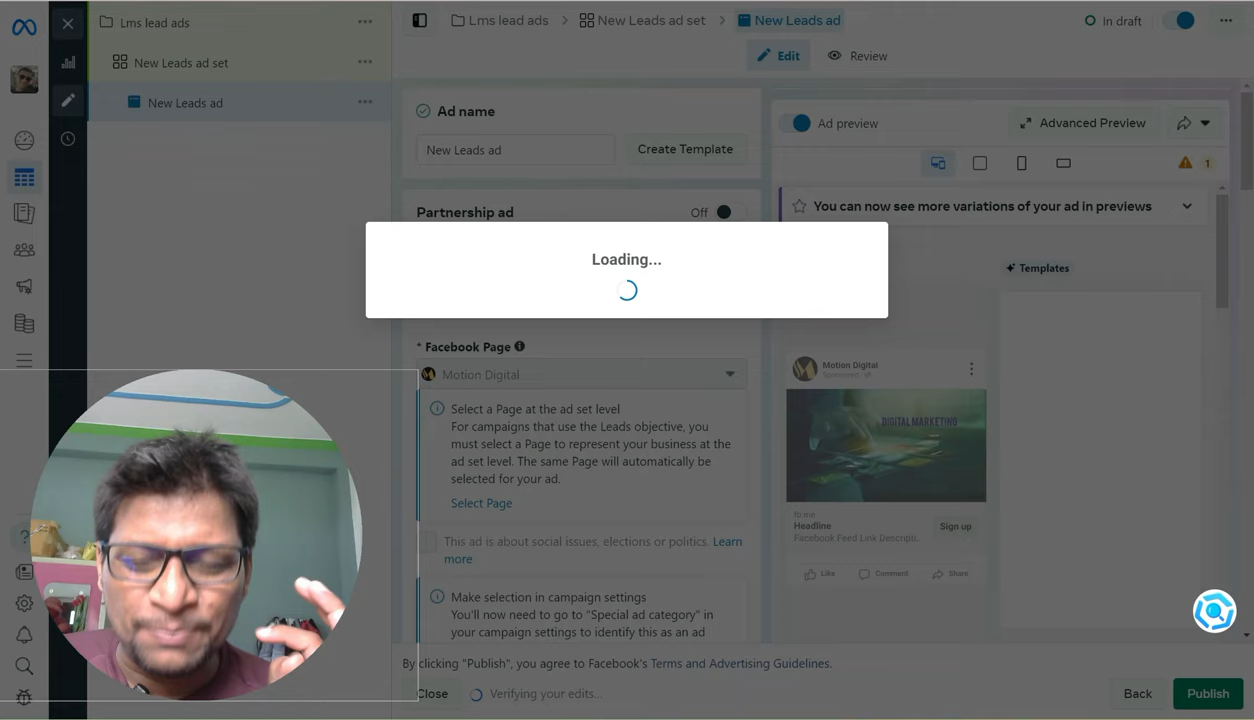 Lms lead ads
New Leads ad set
New Leads ad
Lms lead ads > New Leads ad set > New Leads ad
In draft
Edit
Review
Ad name
New Leads ad
Create Template
Partnership ad
Off
Loading...
* Facebook Page
Motion Digital
Select a Page at the ad set level
For campaigns that use the Leads objective, you
must select a Page to represent your business at the
ad set level. The same Page will automatically be
selected for your ad.
Select Page
This ad is about social issues, elections or politics. Learn
more
Make selection in campaign settings
You'll now need to go to "Special ad category" in
your campaign settings to identify this as an ad
Ad preview
Advanced Preview
1
You can now see more variations of your ad in previews
Templates
Motion Digital
Sponsored
DIGITAL MARKETING
fb.me
Headline
Facebook Feed Link Descripti..
Sign up
Like
Comment
Share
By clicking "Publish", you agree to Facebook's Terms and Advertising Guidelines.
Close
Verifying your edits...
Back
Publish